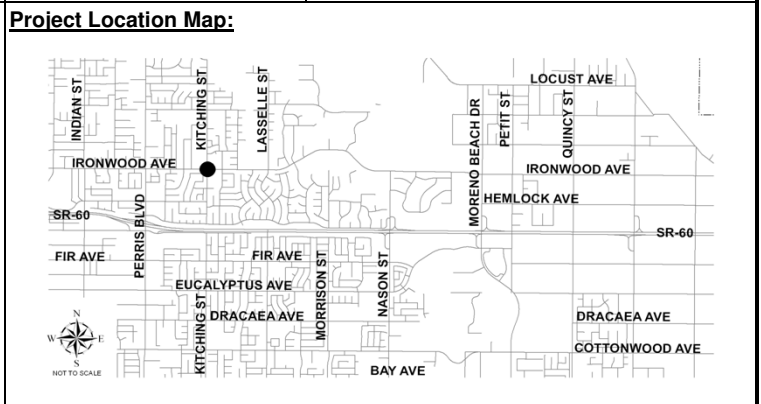 Project Location Map:
LOCUST AVE
INDIAN ST
KITCHING ST
LASSELLE ST
MORENO BEACH DR
PETIT ST
QUINCY ST
IRONWOOD AVE
IRONWOOD AVE
HEMLOCK AVE
SR-60
SR-60
PERRIS BLVD
FIR AVE
FIR AVE
EUCALYPTUS AVE
MORRISON ST
NASON ST
KITCHING ST
DRACAEA AVE
DRACAEA AVE
COTTONWOOD AVE
BAY AVE
N
W E
S
NOT TO SCALE